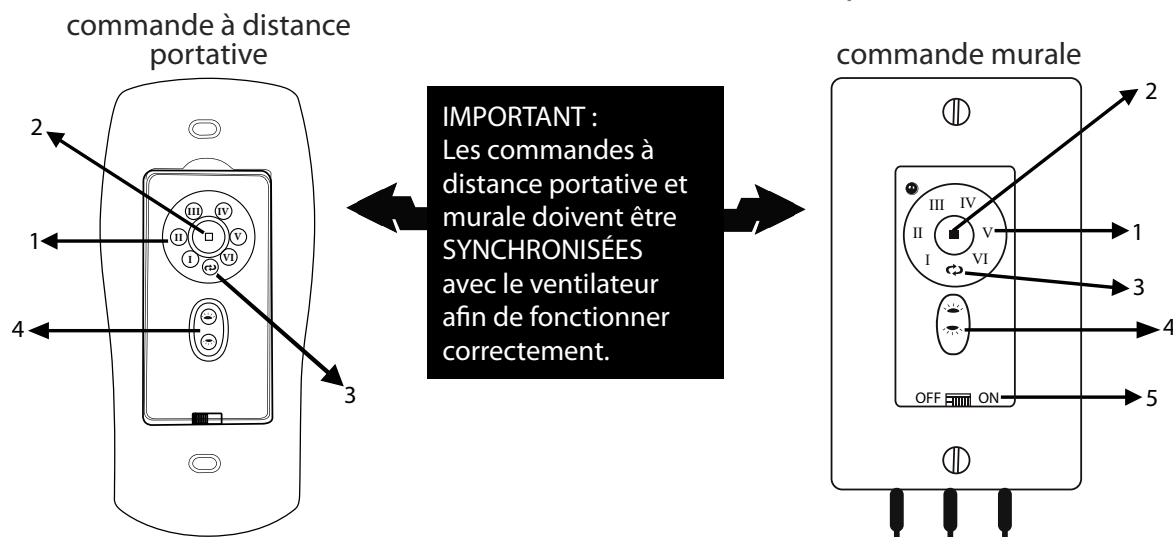 commande à distance
portative
2
III IV
1
II V
I VI
4
3
IMPORTANT :
Les commandes à
distance portative et
murale doivent être
SYNCHRONISÉES
avec le ventilateur
afin de fonctionner
correctement.
commande murale
2
III IV
II V
1
I VI
3
4
OFF ON
5